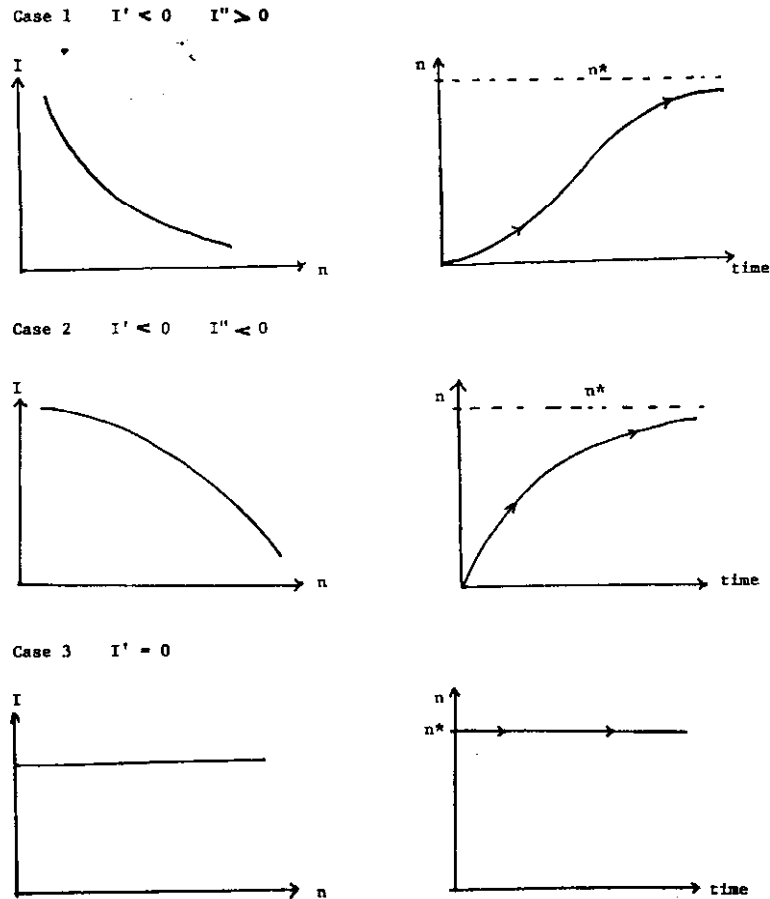 Case 1 I' < 0 I" > 0
I
n
n
n*
time
Case 2 I' < 0 I" < 0
I
n
n
n*
time
Case 3 I' = 0
I
n
n
n*
time